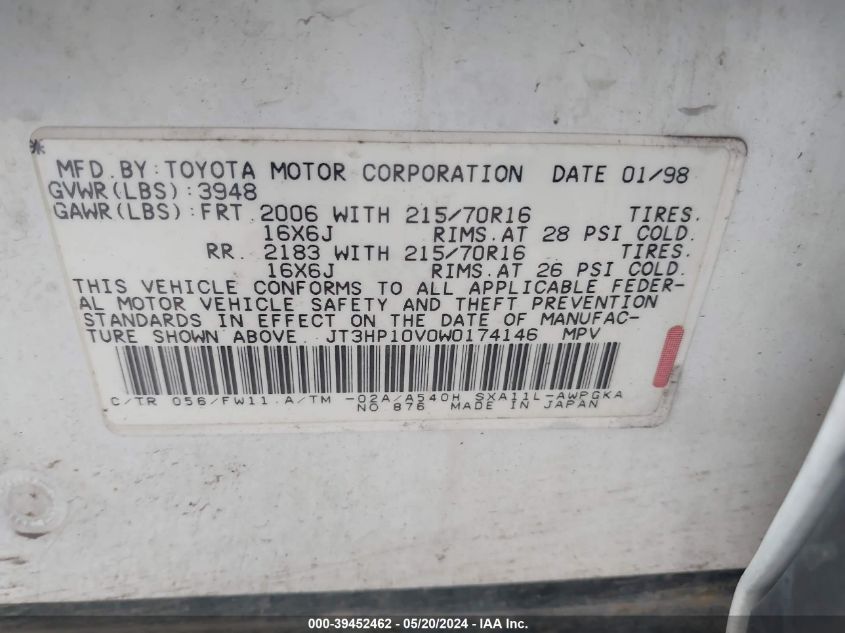 *
MFD. BY: TOYOTA MOTOR CORPORATION DATE 01/98
GVWR(LBS):3948
GAWR(LBS):FRT. 2006 WITH 215/70R16 TIRES.
16X6J RIMS.AT 28 PSI COLD.
RR. 2183 WITH 215/70R16 TIRES.
16X6J RIMS.AT 26 PSI COLD.
THIS VEHICLE CONFORMS TO ALL APPLICABLE FEDER-
AL MOTOR VEHICLE SAFETY AND THEFT PREVENTION
STANDARDS IN EFFECT ON THE DATE OF MANUFAC-
TURE SHOWN ABOVE. JT3HP10V0W0174146 MPV
C/TR 056/FW11.A/TM -02A/A540H SXA11L-AWPGKA
NO 876 MADE IN JAPAN
000-39452462 - 05/20/2024 - IAA Inc.